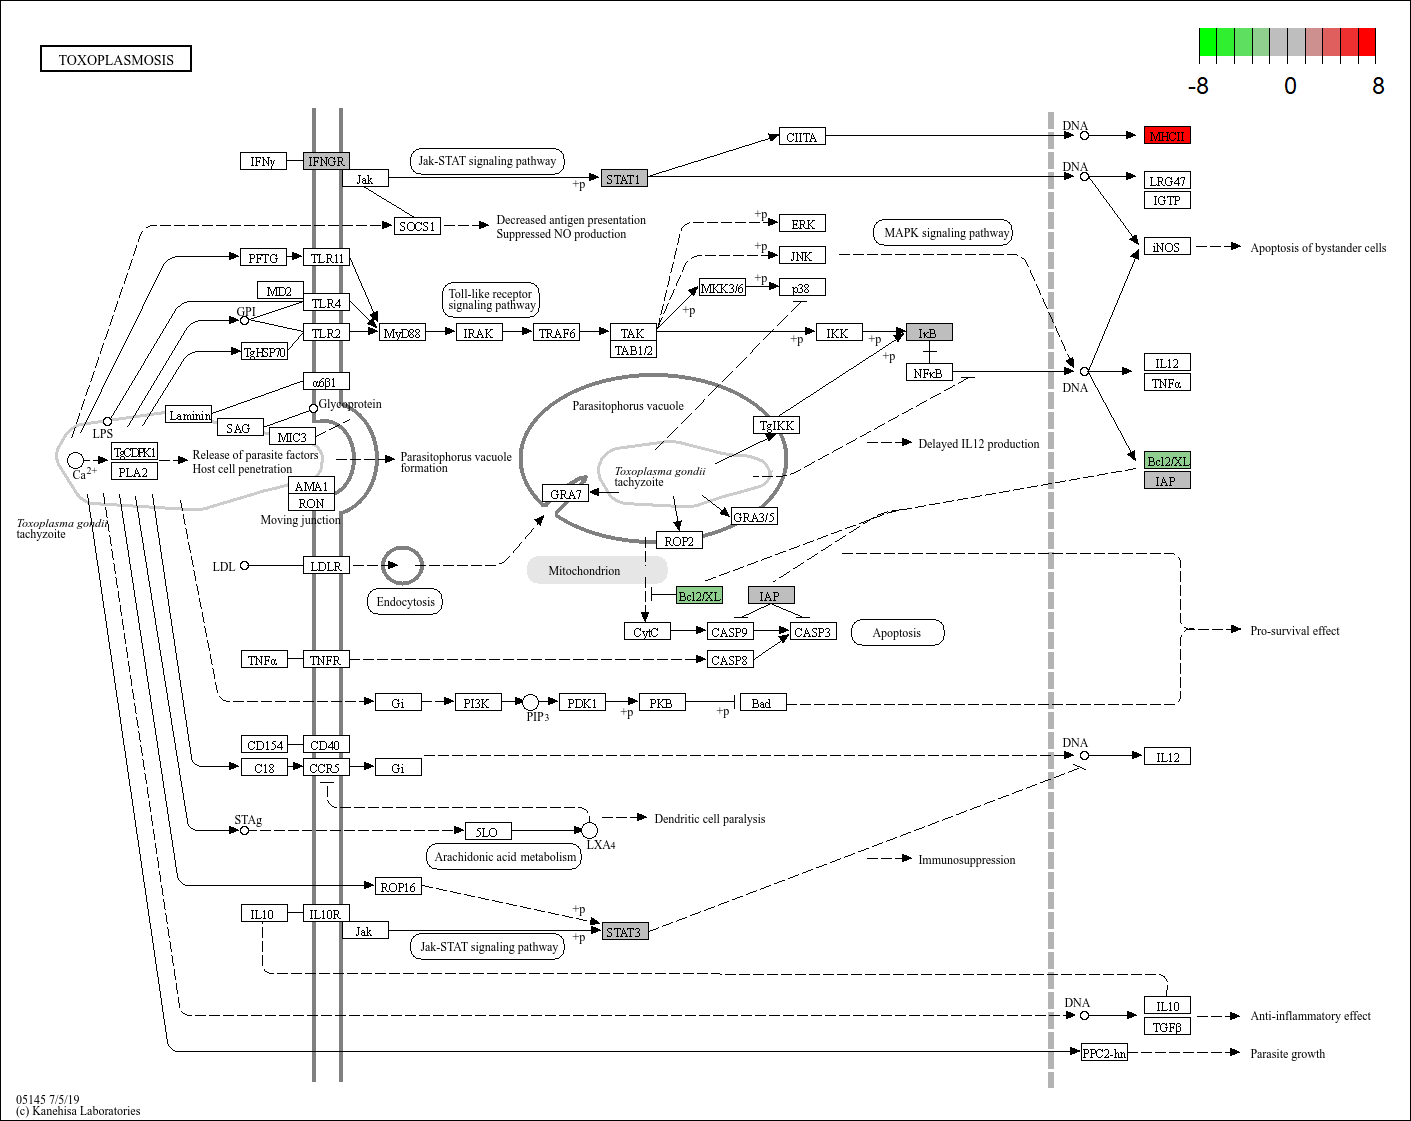 TOXOPLASMOSIS
-8 0 8
DNA
CIITA
MHCII
IFNγ
IFNGR
Jak-STAT signaling pathway
DNA
Jak
+p
STAT1
LRG47
IGTP
SOCS1
Decreased antigen presentation
Suppressed NO production
+p
ERK
MAPK signaling pathway
iNOS
Apoptosis of bystander cells
PFTG
TLR11
+p
JNK
MD2
TLR4
Toll-like receptor
signaling pathway
MKK3/6
+p
p38
+p
GPI
TLR2
MyD88
IRAK
TRAF6
TAK
TAB1/2
+p
IKK
+p
IκB
+p
TgHSP70
NFκB
DNA
IL12
TNFα
α6β1
Parasitophorus vacuole
Glycoprotein
Laminin
SAG
MIC3
LPS
TgIKK
Delayed IL12 production
TgCDPK1
PLA2
Ca2+
Release of parasite factors
Host cell penetration
Parasitophorus vacuole
formation
Toxoplasma gondii
tachyzoite
Bcl2/XL
IAP
AMA1
RON
Moving junction
GRA7
GRA3/5
ROP2
Toxoplasma gondii
tachyzoite
LDL
LDLR
Endocytosis
Mitochondrion
Bcl2/XL
IAP
CytC
CASP9
CASP3
Apoptosis
Pro-survival effect
TNFα
TNFR
CASP8
Gi
PI3K
PIP3
PDK1
+p
PKB
+p
Bad
CD154
CD40
DNA
IL12
C18
CCR5
Gi
STAg
5LO
LXA4
Dendritic cell paralysis
Arachidonic acid metabolism
Immunosuppression
ROP16
+p
IL10
IL10R
Jak
+p
STAT3
Jak-STAT signaling pathway
DNA
IL10
TGFβ
Anti-inflammatory effect
PPC2-hn
Parasite growth
05145 7/5/19
(c) Kanehisa Laboratories